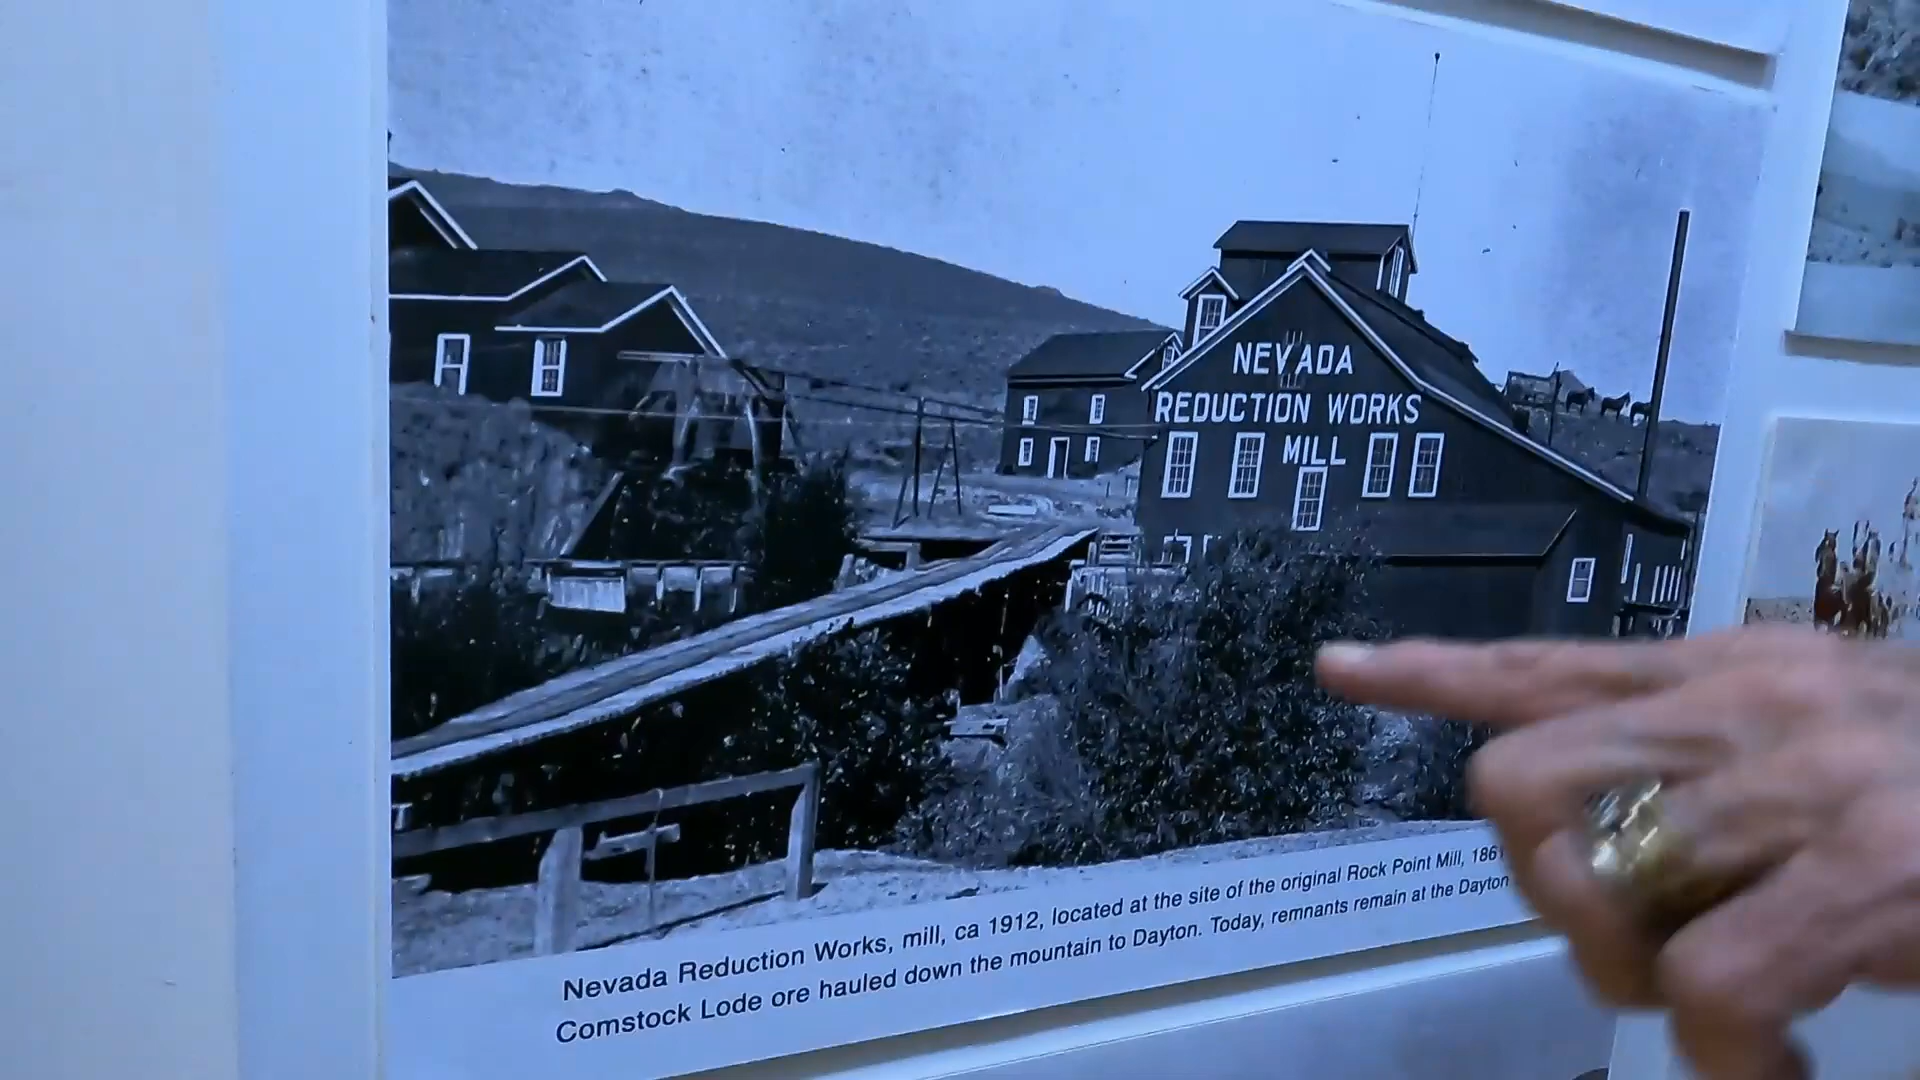 NEVADA
REDUCTION WORKS
MILL
Nevada Reduction Works, mill, ca 1912, located at the site of the original Rock Point Mill, 1861
Comstock Lode ore hauled down the mountain to Dayton. Today, remnants remain at the Dayton